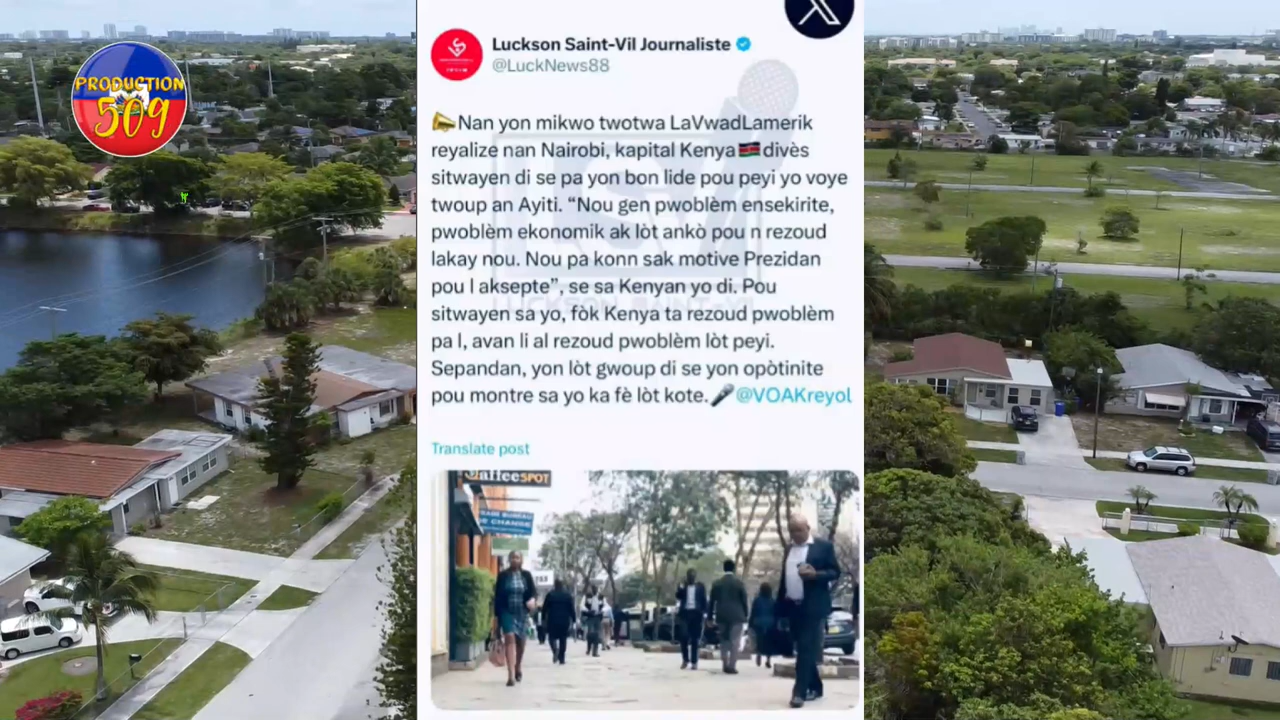 PRODUCTION
509
Luckson Saint-Vil Journaliste
@LuckNews88
📣Nan yon mikwo twotwa LaVwadLamerik
reyalize nan Nairobi, kapital Kenya 🇰🇪 divès
sitwayen di se pa yon bon lide pou peyi yo voye
twoup an Ayiti. “Nou gen pwoblèm ensekirite,
pwoblèm ekonomik ak lòt ankò pou n rezoud
lakay nou. Nou pa konn sak motive Prezidan
pou l aksepte”, se sa Kenyan yo di. Pou
sitwayen sa yo, fòk Kenya ta rezoud pwoblèm
pa l, avan li al rezoud pwoblèm lòt peyi.
Sepandan, yon lòt gwoup di se yon opòtinite
pou montre sa yo ka fè lòt kote.🎤@VOAKreyol
LUCKSON SAINT-VIL
Translate post
CoffeeSPOT